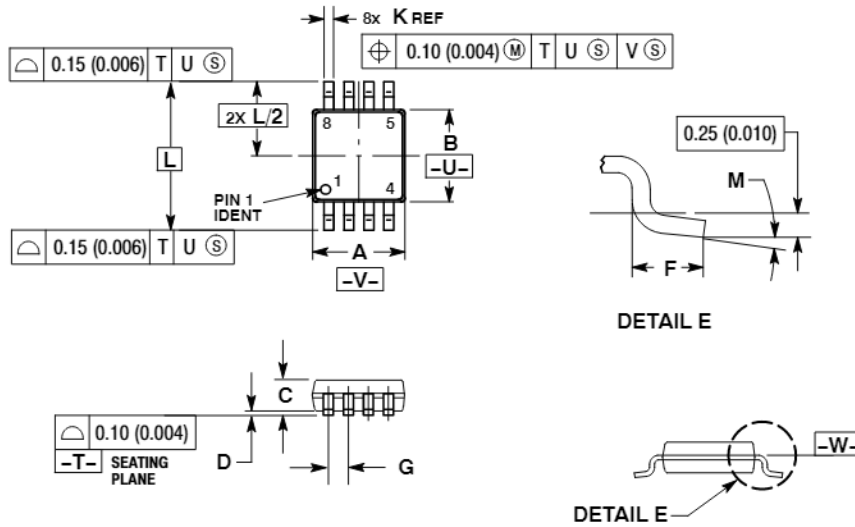 8x K REF
⌖ 0.10 (0.004) Ⓜ T U Ⓢ V Ⓢ
⌓ 0.15 (0.006) T U Ⓢ
2X L/2
8 5
L
B
-U-
PIN 1
IDENT
1 4
⌓ 0.15 (0.006) T U Ⓢ
A
-V-
0.25 (0.010)
M
F
DETAIL E
C
⌓ 0.10 (0.004)
-T- SEATING
PLANE
D
G
-W-
DETAIL E